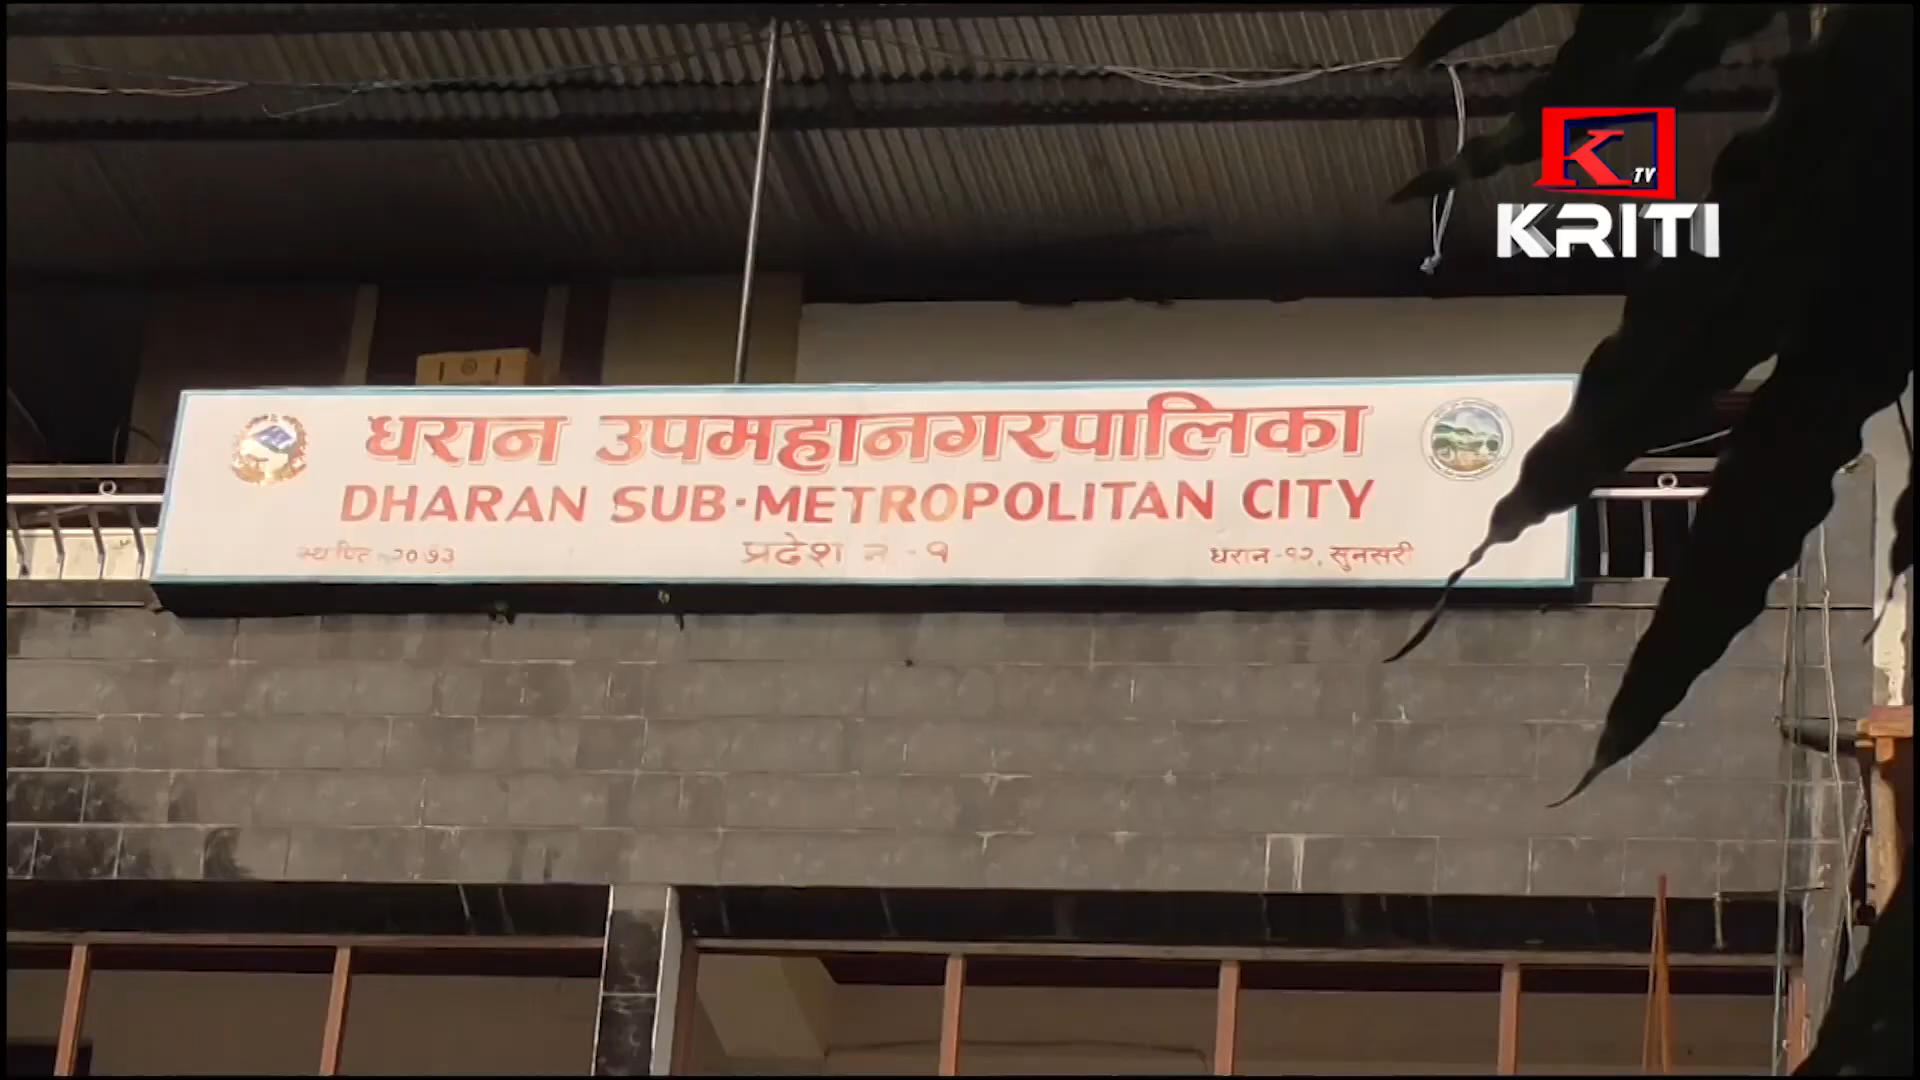 K TV
KRITI
धरान उपमहानगरपालिका
DHARAN SUB-METROPOLITAN CITY
स्थापित २०७३
प्रदेश नं - १
धरान-१२, सुनसरी